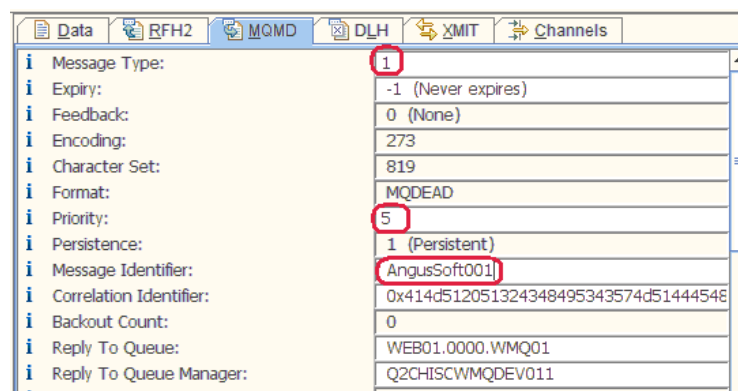 Data RFH2 MQMD DLH XMIT Channels
i Message Type: 1
i Expiry: -1 (Never expires)
i Feedback: 0 (None)
i Encoding: 273
i Character Set: 819
i Format: MQDEAD
i Priority: 5
i Persistence: 1 (Persistent)
i Message Identifier: AngusSoft001
i Correlation Identifier: 0x414d512051324348495343574d51444548
i Backout Count: 0
i Reply To Queue: WEB01.0000.WMQ01
i Reply To Queue Manager: Q2CHISCWMQDEV011